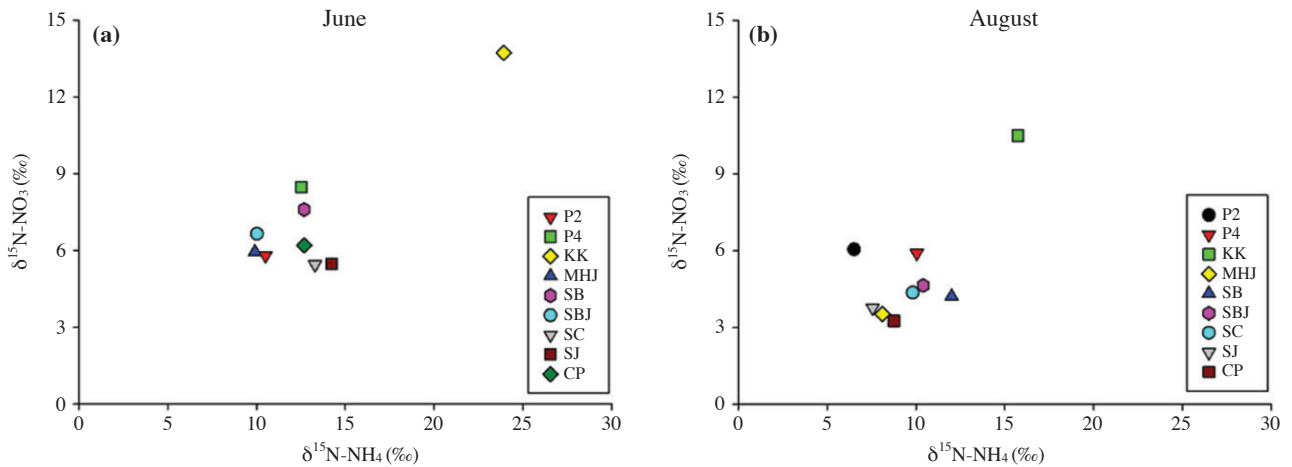 June
(a)
15
12
9
6
3
0
δ¹⁵N-NO₃ (‰)
0 5 10 15 20 25 30
δ¹⁵N-NH₄ (‰)
P2
P4
KK
MHJ
SB
SBJ
SC
SJ
CP
August
(b)
15
12
9
6
3
0
δ¹⁵N-NO₃ (‰)
0 5 10 15 20 25 30
δ¹⁵N-NH₄ (‰)
P2
P4
KK
MHJ
SB
SBJ
SC
SJ
CP